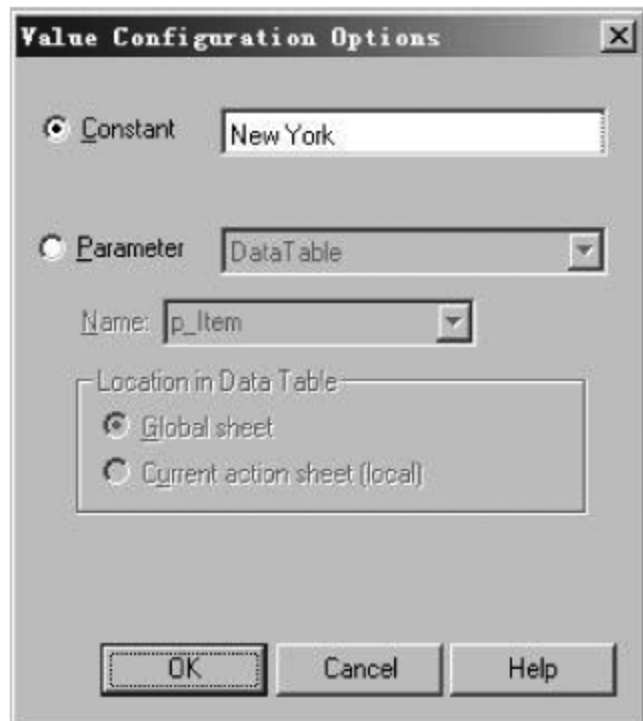 Value Configuration Options
Constant
New York
Parameter
DataTable
Name:
p_Item
Location in Data Table
Global sheet
Current action sheet (local)
OK
Cancel
Help